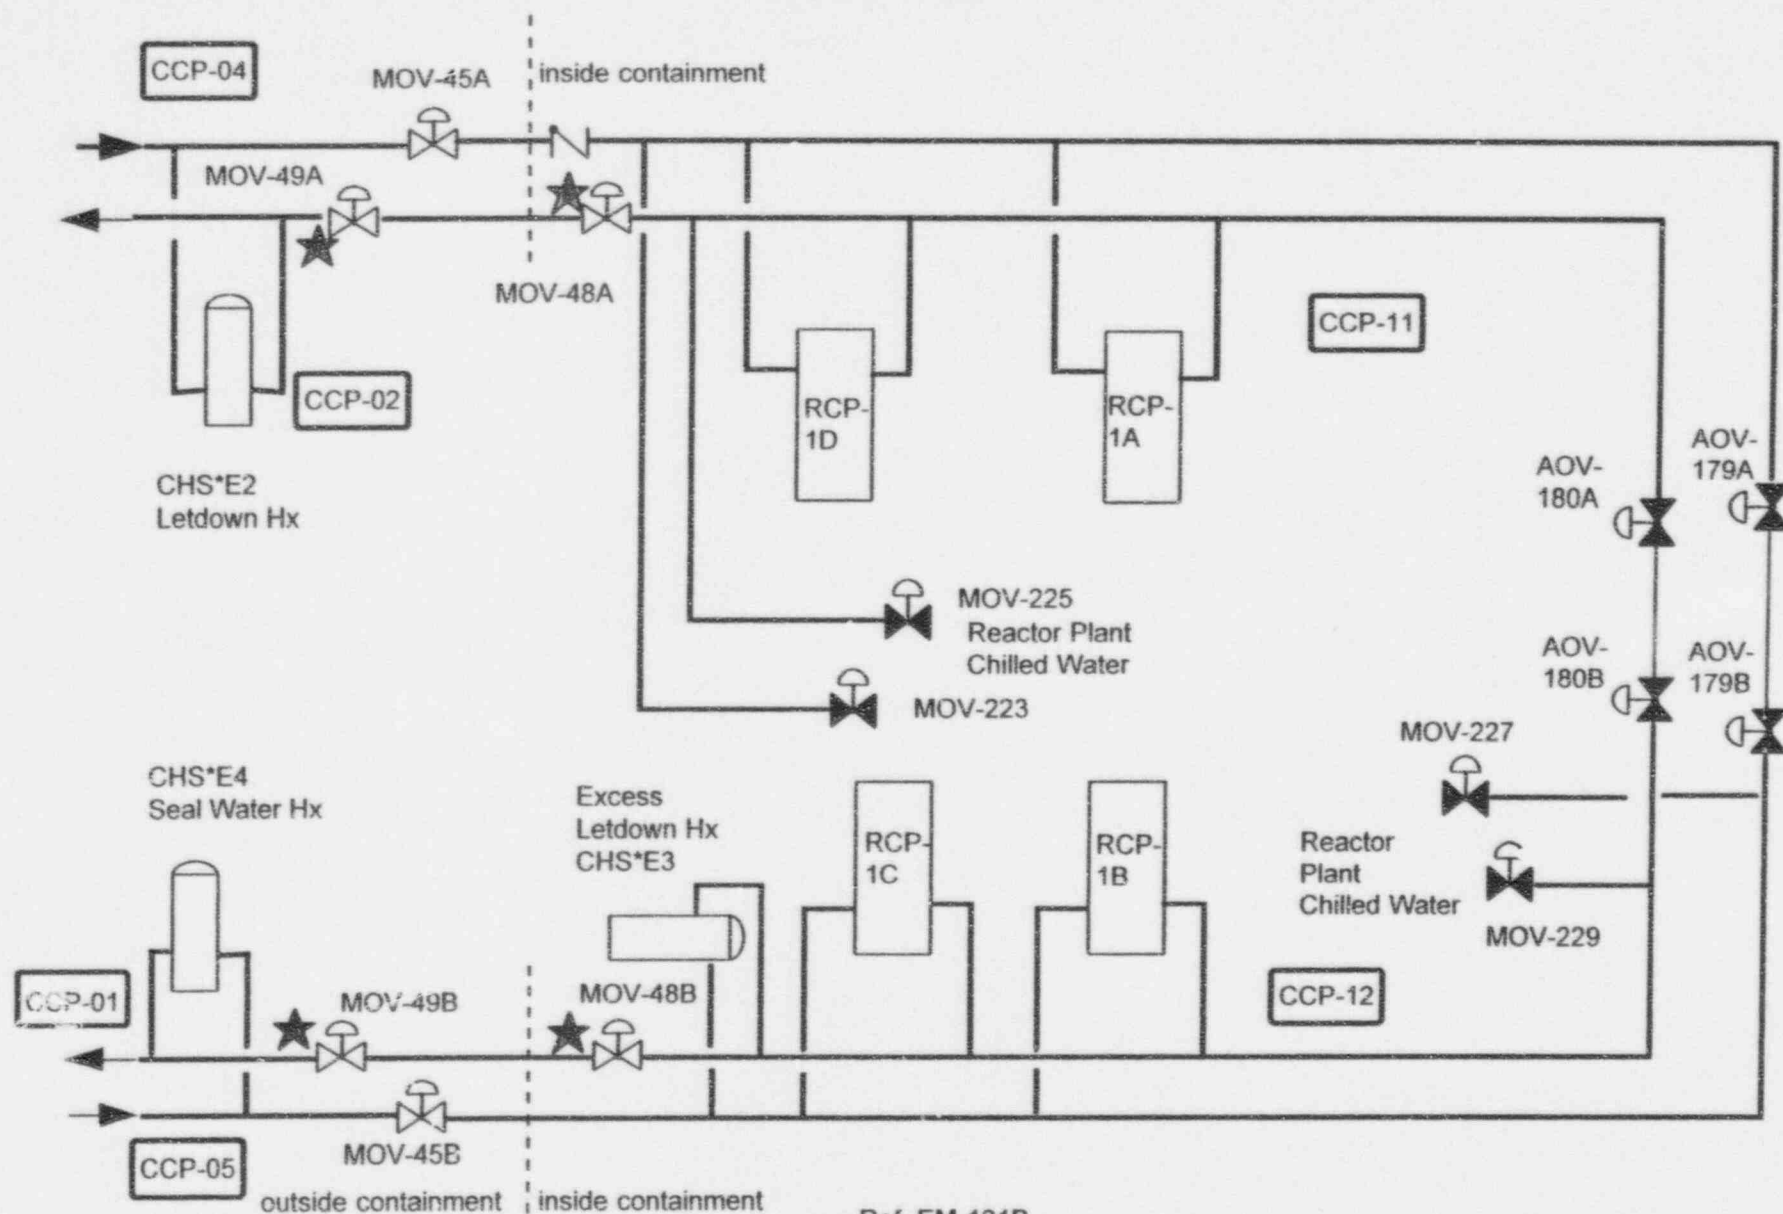 CCP-04
MOV-45A
inside containment
MOV-49A
MOV-48A
CCP-11
CCP-02
RCP-
1D
RCP-
1A
AOV-
179A
AOV-
180A
CHS*E2
Letdown Hx
MOV-225
Reactor Plant
Chilled Water
AOV-
180B
AOV-
179B
MOV-223
MOV-227
CHS*E4
Seal Water Hx
Excess
Letdown Hx
CHS*E3
RCP-
1C
RCP-
1B
Reactor
Plant
Chilled Water
MOV-229
CCP-01
MOV-49B
MOV-48B
CCP-12
CCP-05
MOV-45B
outside containment
inside containment